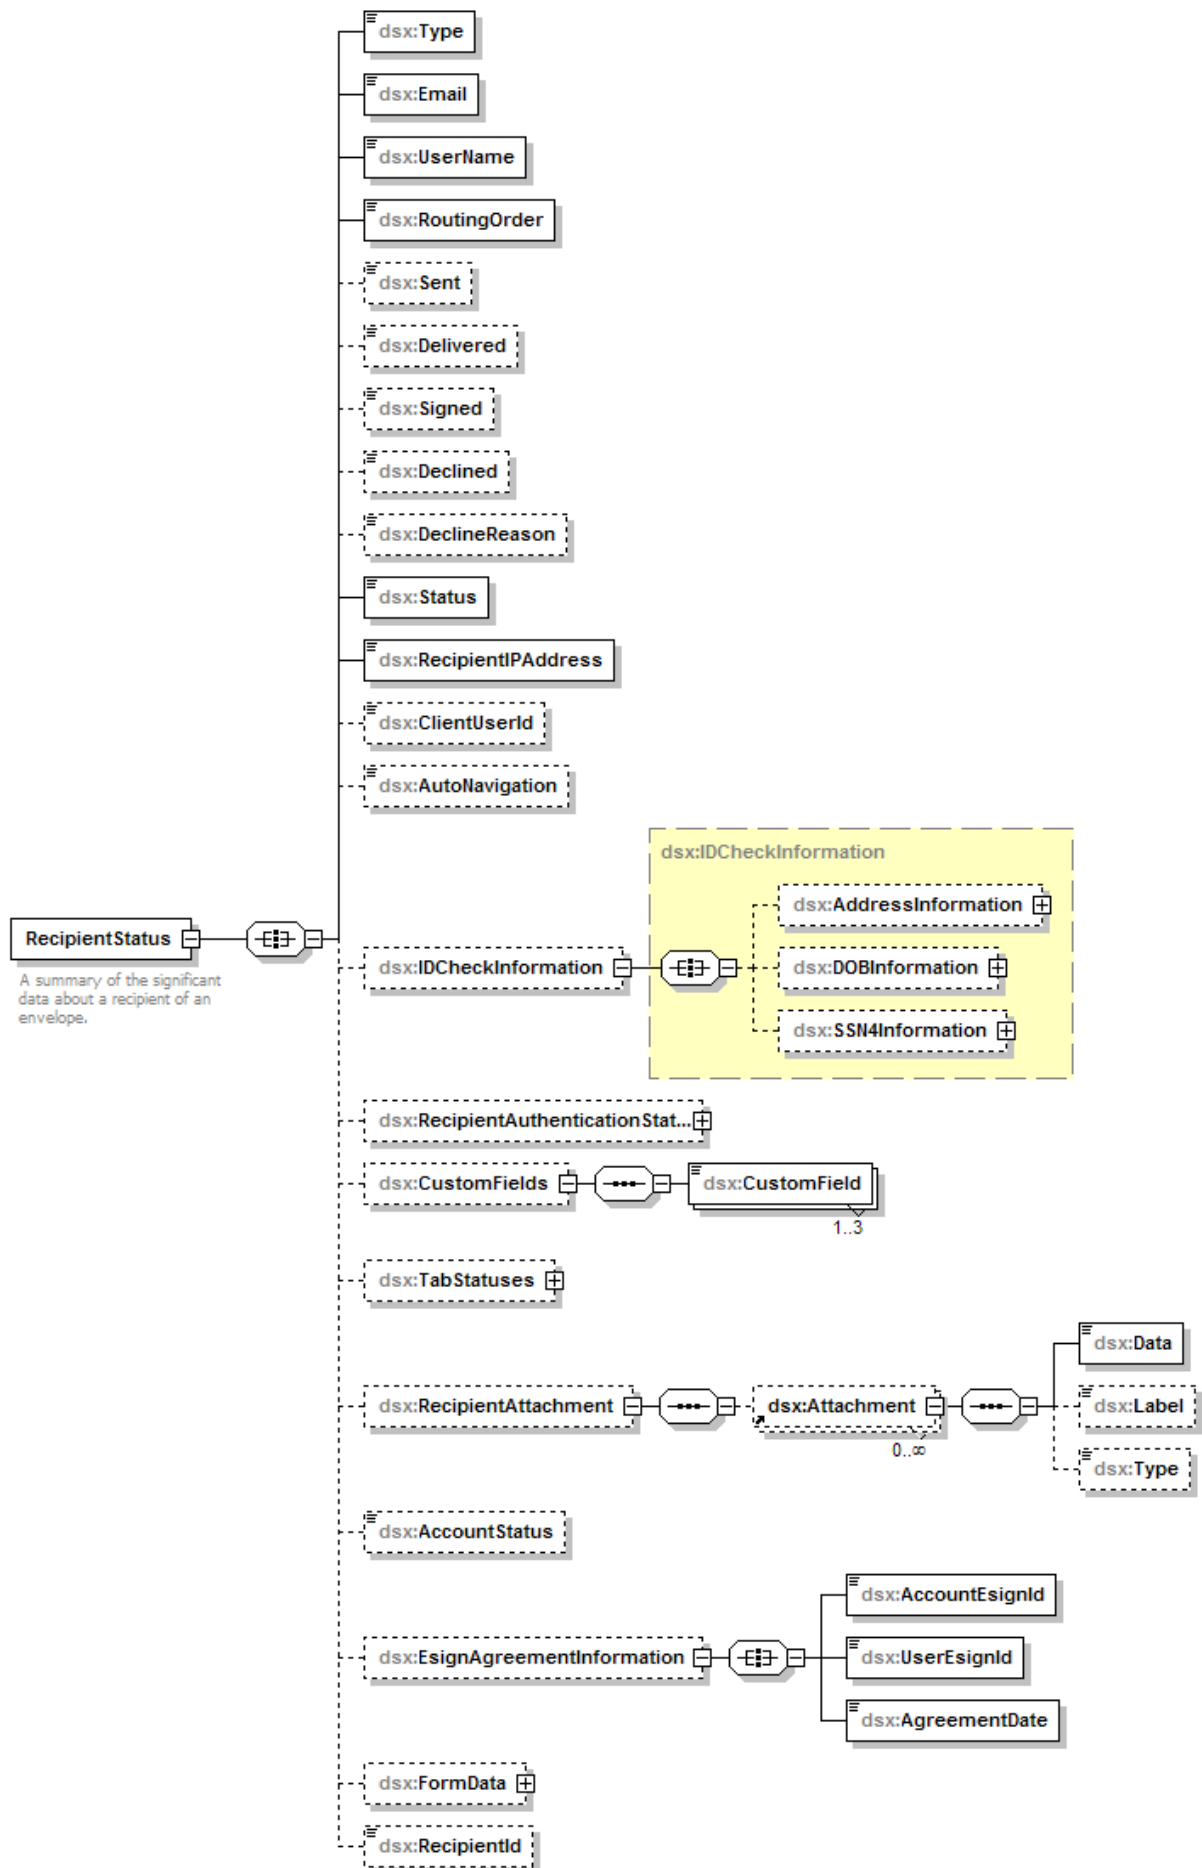 dsx:Type
dsx:Email
dsx:UserName
dsx:RoutingOrder
dsx:Sent
dsx:Delivered
dsx:Signed
dsx:Declined
dsx:DeclineReason
dsx:Status
dsx:RecipientIPAddress
dsx:ClientUserId
dsx:AutoNavigation
RecipientStatus
A summary of the significant
data about a recipient of an
envelope.
dsx:IDCheckInformation
dsx:IDCheckInformation
dsx:AddressInformation
dsx:DOBInformation
dsx:SSN4Information
dsx:RecipientAuthenticationStat...
dsx:CustomFields
dsx:CustomField
1..3
dsx:TabStatuses
dsx:RecipientAttachment
dsx:Attachment
0..∞
dsx:Data
dsx:Label
dsx:Type
dsx:AccountStatus
dsx:EsignAgreementInformation
dsx:AccountEsignId
dsx:UserEsignId
dsx:AgreementDate
dsx:FormData
dsx:RecipientId